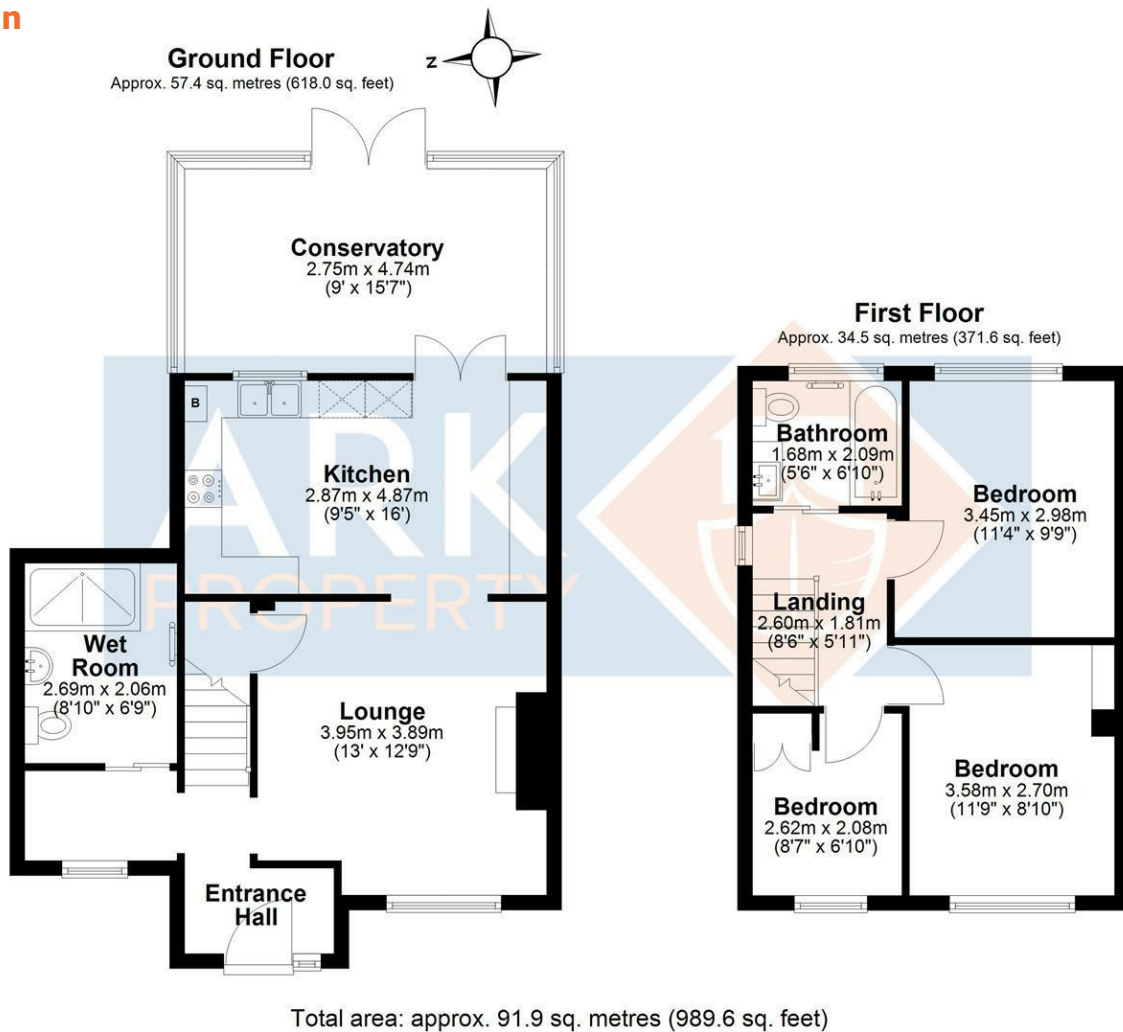 n
Ground Floor
Approx. 57.4 sq. metres (618.0 sq. feet)
z
Conservatory
2.75m x 4.74m
(9' x 15'7")
B
Kitchen
2.87m x 4.87m
(9'5" x 16')
Wet
Room
2.69m x 2.06m
(8'10" x 6'9")
Lounge
3.95m x 3.89m
(13' x 12'9")
Entrance
Hall
First Floor
Approx. 34.5 sq. metres (371.6 sq. feet)
Bathroom
1.68m x 2.09m
(5'6" x 6'10")
Bedroom
3.45m x 2.98m
(11'4" x 9'9")
Landing
2.60m x 1.81m
(8'6" x 5'11")
Bedroom
3.58m x 2.70m
(11'9" x 8'10")
Bedroom
2.62m x 2.08m
(8'7" x 6'10")
ARK
PROPERTY
Total area: approx. 91.9 sq. metres (989.6 sq. feet)